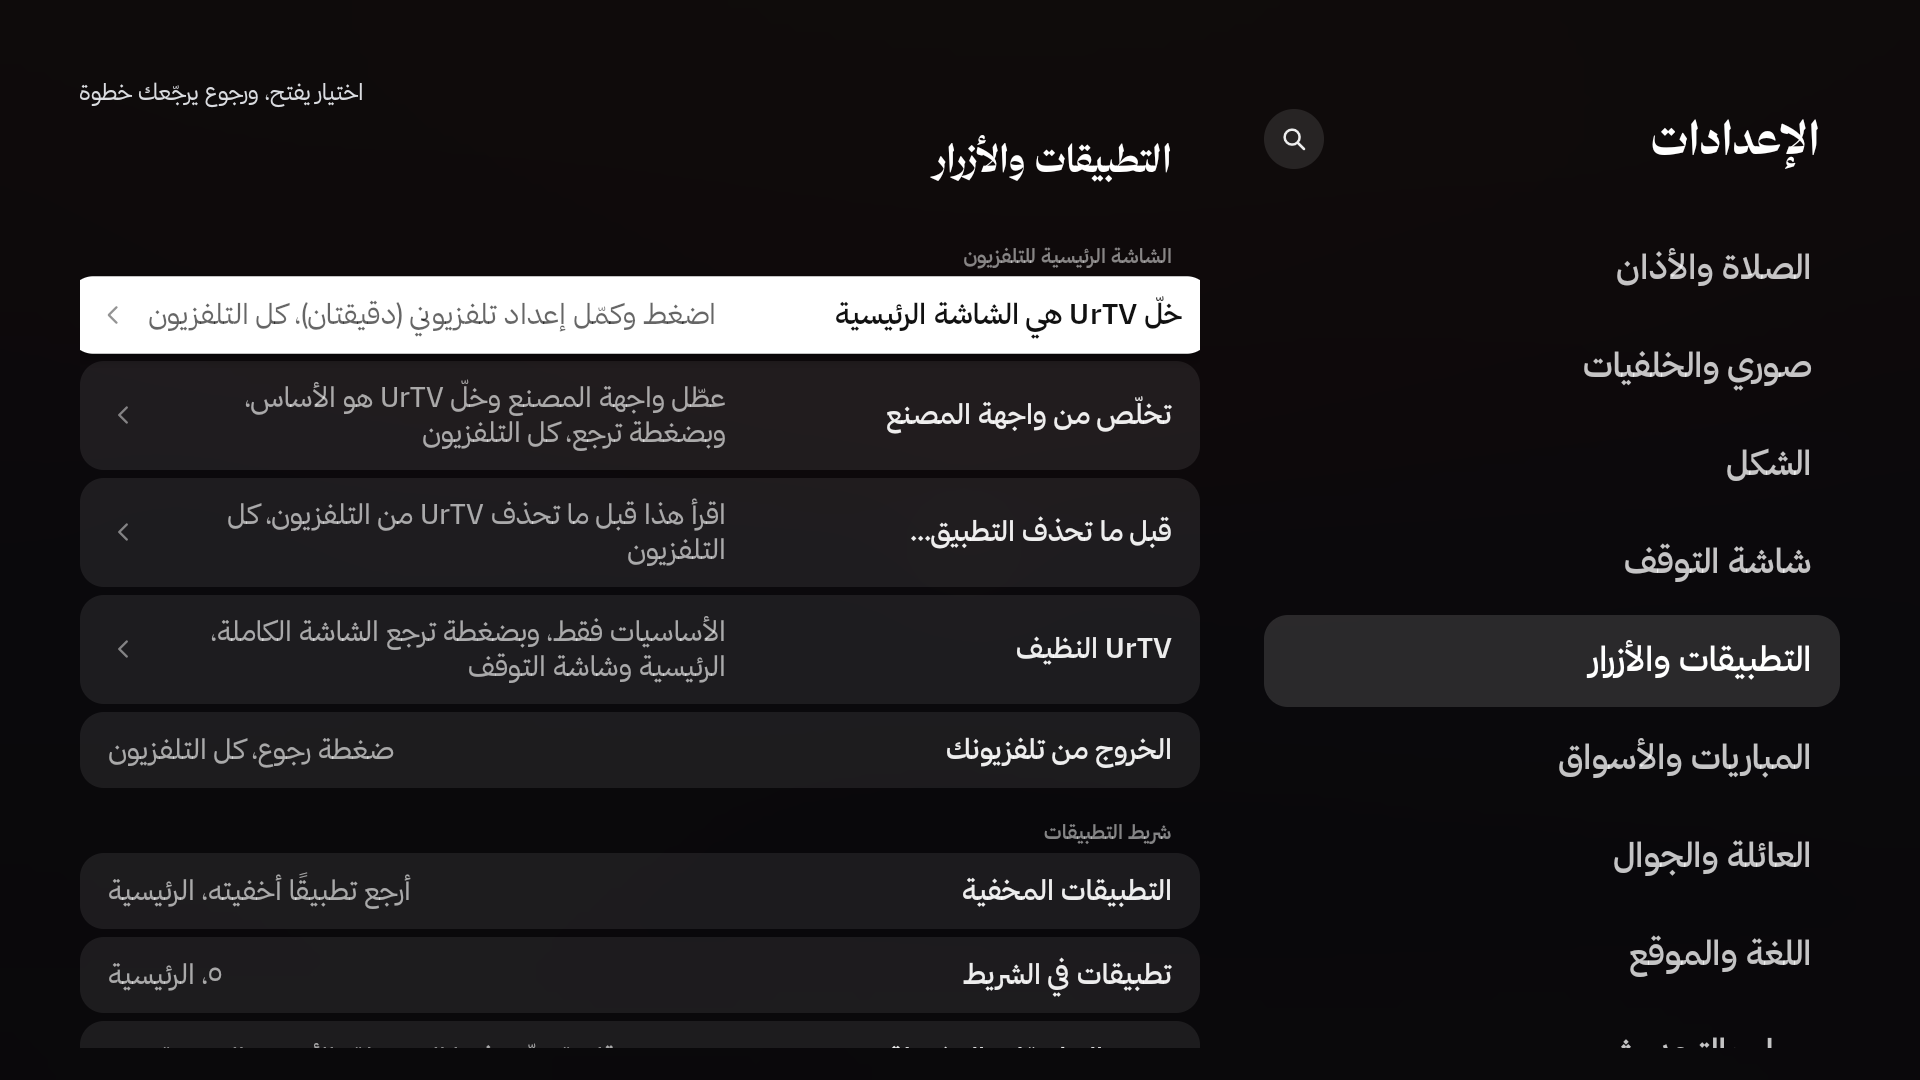 الإعدادات
الصلاة والأذان
صوري والخلفيات
الشكل
شاشة التوقف
التطبيقات والأزرار
المباريات والأسواق
العائلة والجوال
اللغة والموقع
اختيار يفتح، ورجوع يرجّعك خطوة
التطبيقات والأزرار
الشاشة الرئيسية للتلفزيون
خلّ UrTV هي الشاشة الرئيسية
اضغط وكمّل إعداد تلفزيوني (دقيقتان)، كل التلفزيون
تخلّص من واجهة المصنع
عطّل واجهة المصنع وخلّ UrTV هو الأساس،
وبضغطة ترجع، كل التلفزيون
قبل ما تحذف التطبيق...
اقرأ هذا قبل ما تحذف UrTV من التلفزيون، كل
التلفزيون
UrTV النظيف
الأساسيات فقط، وبضغطة ترجع الشاشة الكاملة،
الرئيسية وشاشة التوقف
الخروج من تلفزيونك
ضغطة رجوع، كل التلفزيون
شريط التطبيقات
التطبيقات المخفية
أرجع تطبيقًا أخفيته، الرئيسية
تطبيقات في الشريط
٥، الرئيسية